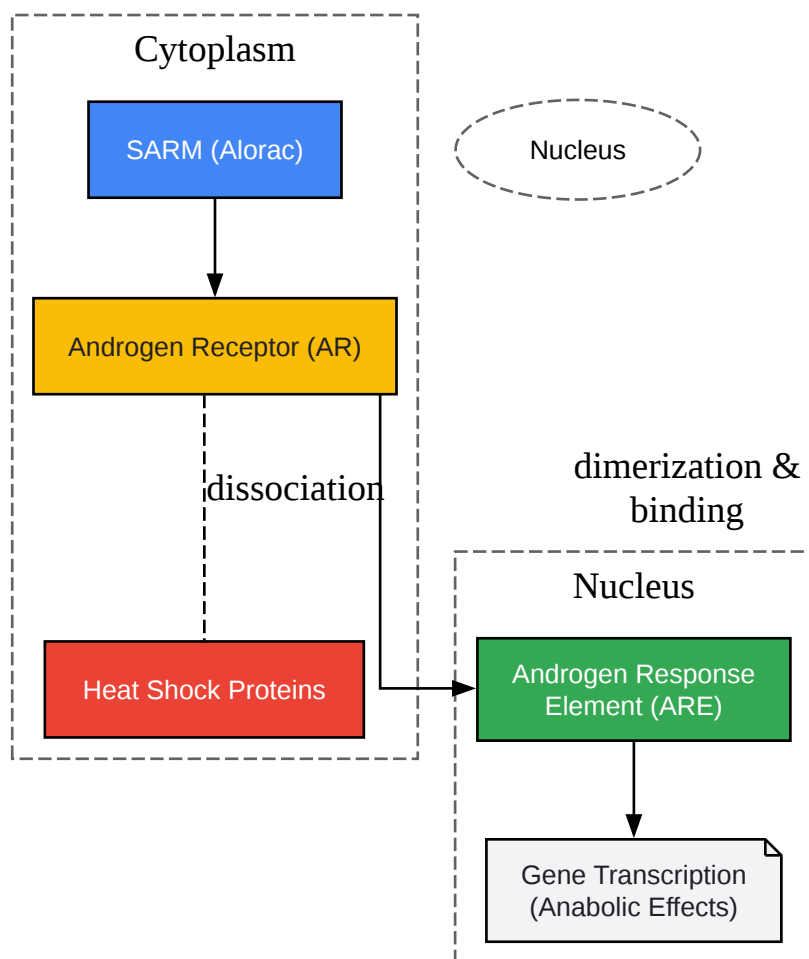 Cytoplasm
SARM (Alorac)
Nucleus
Androgen Receptor (AR)
dissociation
dimerization &
binding
Nucleus
Heat Shock Proteins
Androgen Response
Element (ARE)
Gene Transcription
(Anabolic Effects)